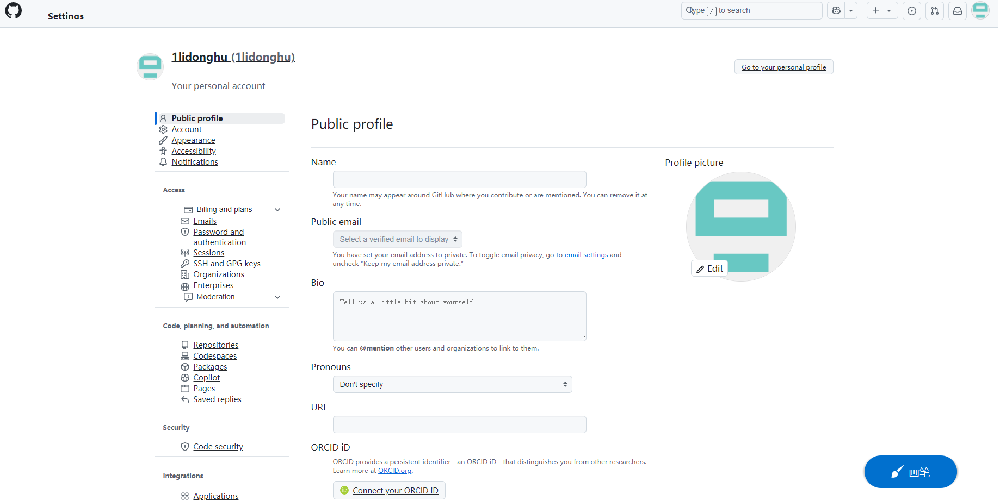 Settings
Type / to search
1lidonghu (1lidonghu)
Your personal account
Go to your personal profile
Public profile
Account
Appearance
Accessibility
Notifications
Access
Billing and plans
Emails
Password and
authentication
Sessions
SSH and GPG keys
Organizations
Enterprises
Moderation
Code, planning, and automation
Repositories
Codespaces
Packages
Copilot
Pages
Saved replies
Security
Code security
Integrations
Applications
Public profile
Name
Your name may appear around GitHub where you contribute or are mentioned. You can remove it at
any time.
Public email
Select a verified email to display
You have set your email address to private. To toggle email privacy, go to email settings and
uncheck "Keep my email address private."
Bio
Tell us a little bit about yourself
You can @mention other users and organizations to link to them.
Pronouns
Don't specify
URL
ORCID iD
ORCID provides a persistent identifier - an ORCID iD - that distinguishes you from other researchers.
Learn more at ORCID.org.
iD Connect your ORCID iD
Profile picture
Edit
画笔